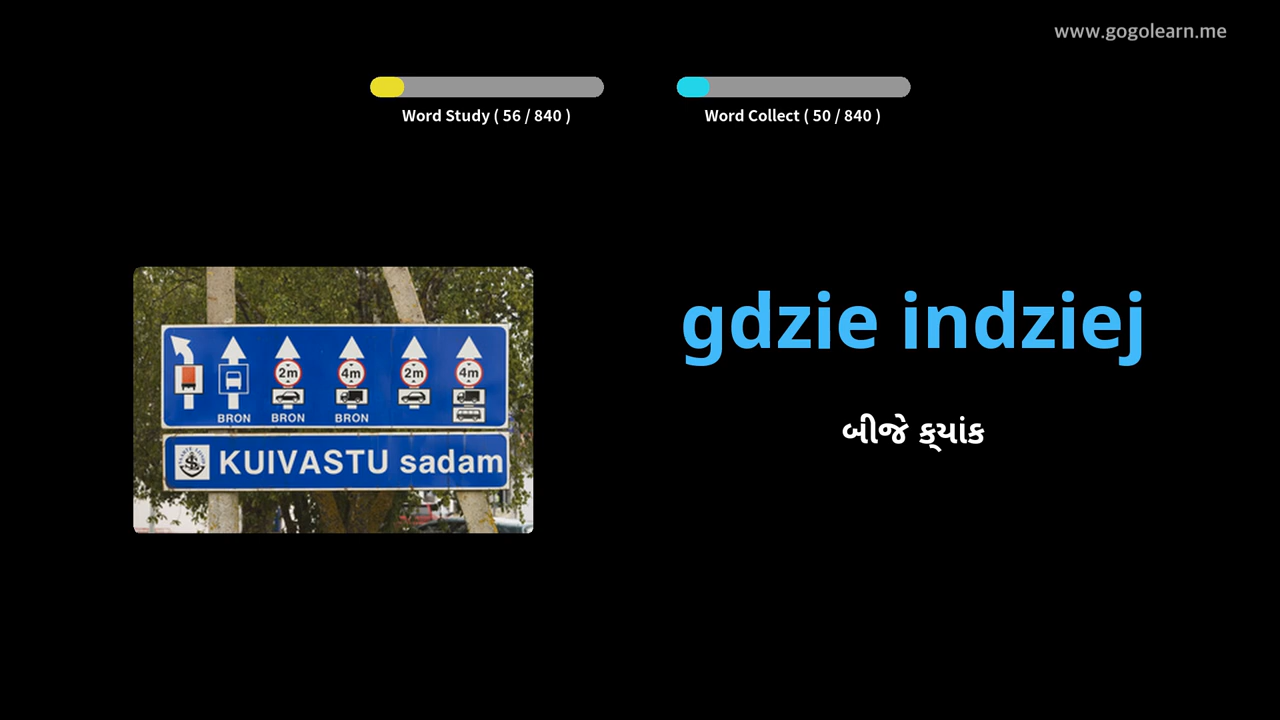 www.gogolearn.me
Word Study ( 56 / 840 )
Word Collect ( 50 / 840 )
gdzie indziej
બીજે ક્યાંક
2m
4m
2m
4m
BRON
BRON
BRON
KUIVASTU sadam